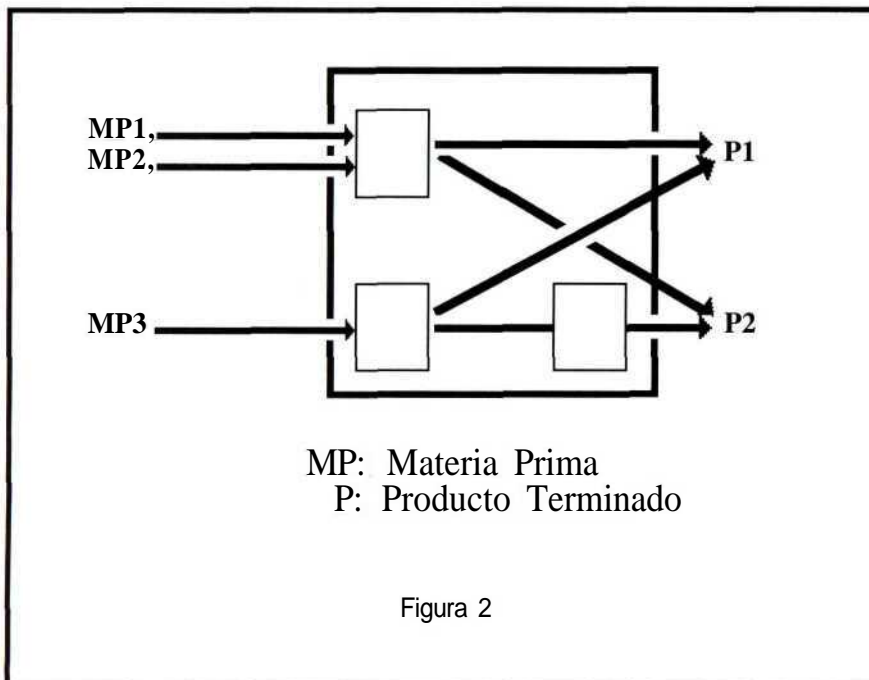 MP1,
MP2,
P1
MP3
P2
MP: Materia Prima
P: Producto Terminado
Figura 2